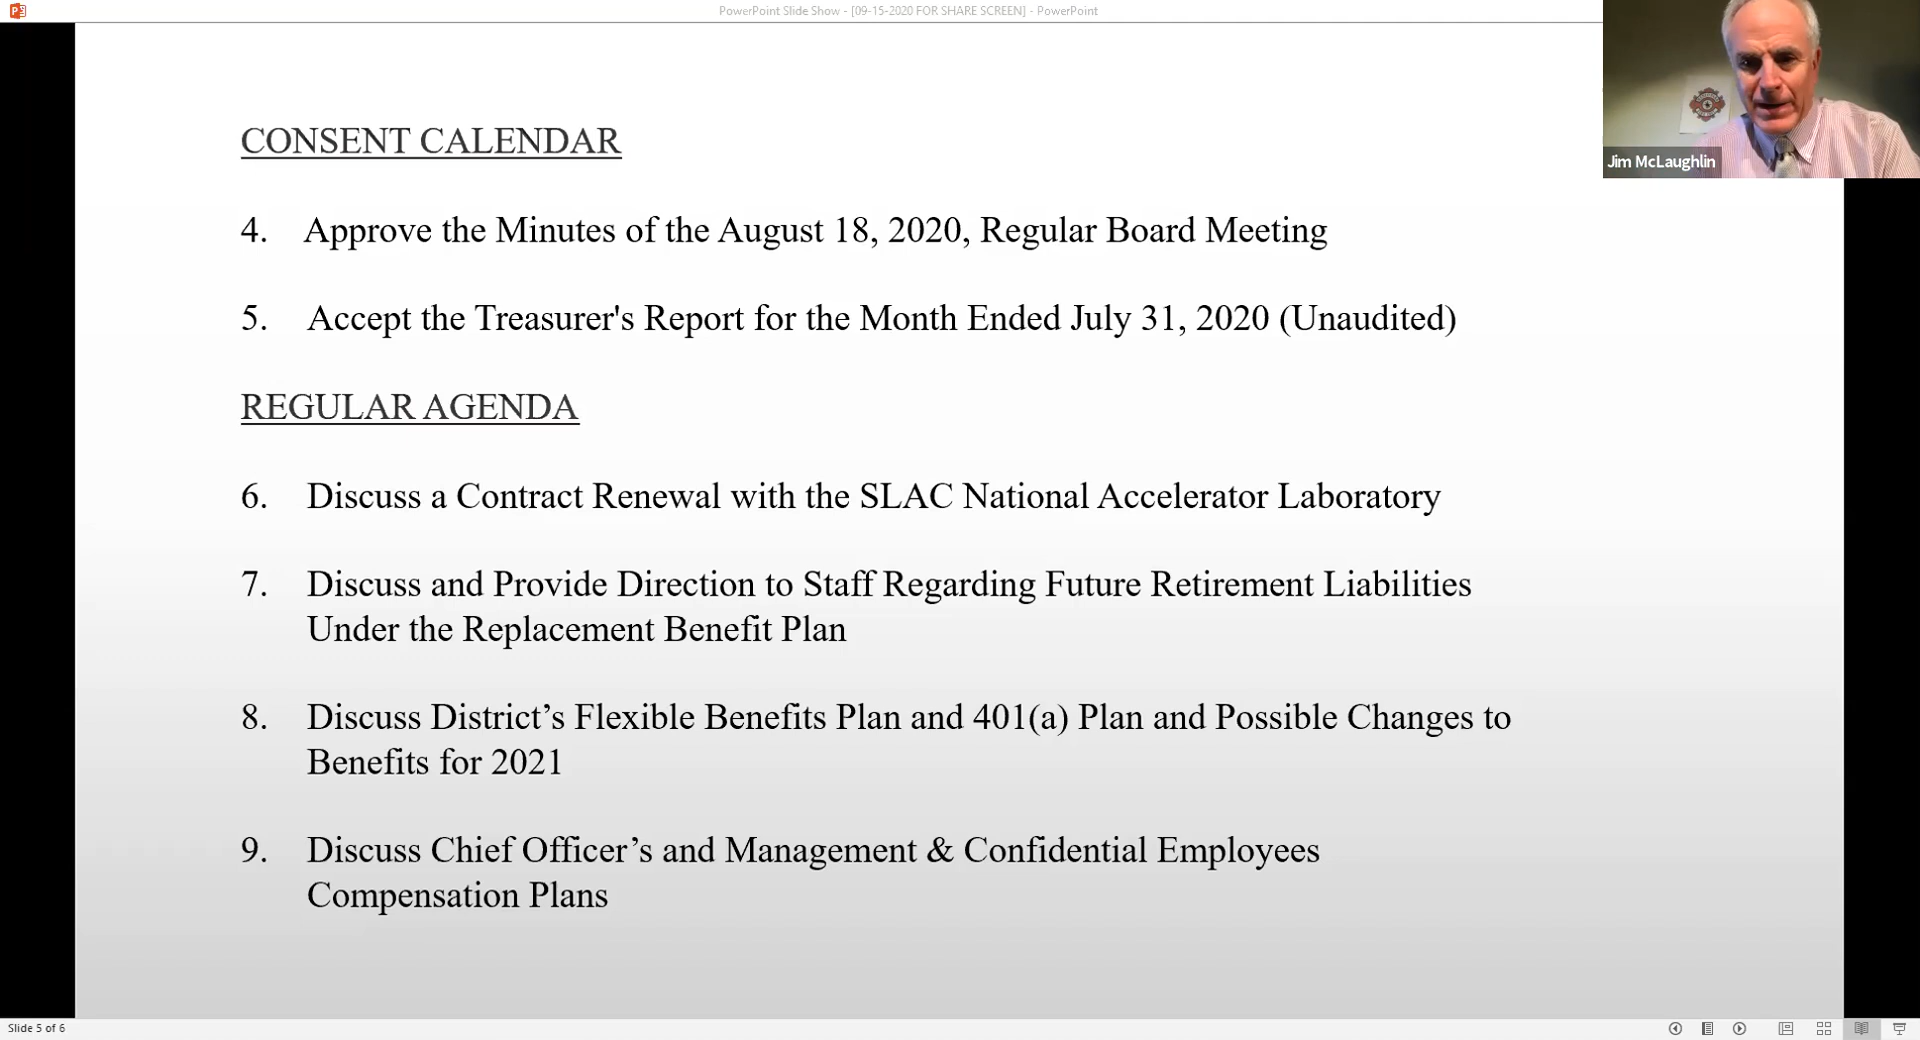 PowerPoint Slide Show - [09-15-2020 FOR SHARE SCREEN] - PowerPoint
Jim McLaughlin
CONSENT CALENDAR
4. Approve the Minutes of the August 18, 2020, Regular Board Meeting
5. Accept the Treasurer's Report for the Month Ended July 31, 2020 (Unaudited)
REGULAR AGENDA
6. Discuss a Contract Renewal with the SLAC National Accelerator Laboratory
7. Discuss and Provide Direction to Staff Regarding Future Retirement Liabilities
Under the Replacement Benefit Plan
8. Discuss District’s Flexible Benefits Plan and 401(a) Plan and Possible Changes to
Benefits for 2021
9. Discuss Chief Officer’s and Management & Confidential Employees
Compensation Plans
Slide 5 of 6